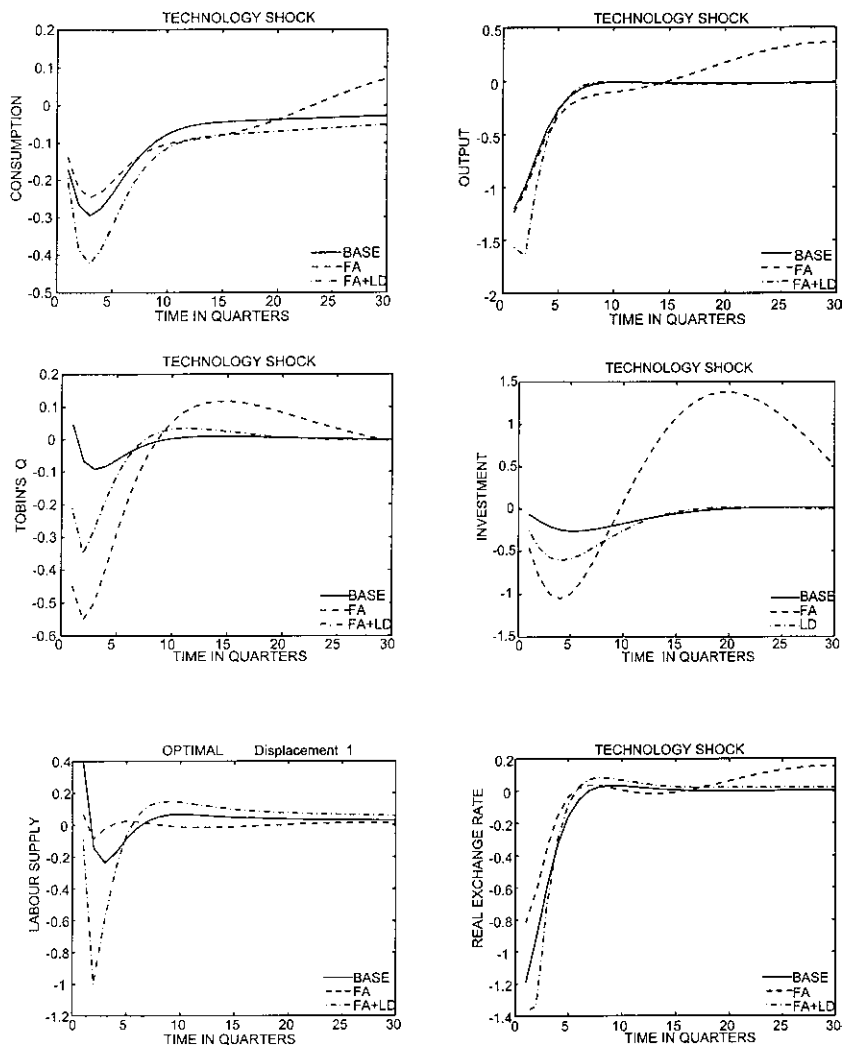 TECHNOLOGY SHOCK
0.2
0.1
0
-0.1
-0.2
-0.3
-0.4
-0.5
CONSUMPTION
BASE
FA
FA+LD
0 5 10 15 20 25 30
TIME IN QUARTERS
TECHNOLOGY SHOCK
0.5
-0
-0.5
-1
-1.5
-2
OUTPUT
BASE
FA
FA+LD
0 5 10 15 20 25 30
TIME IN QUARTERS
TECHNOLOGY SHOCK
0.2
0.1
0
-0.1
-0.2
-0.3
-0.4
-0.5
-0.6
TOBIN'S Q
BASE
FA
FA+LD
0 5 10 15 20 25 30
TIME IN QUARTERS
TECHNOLOGY SHOCK
1.5
1
0.5
0
-0.5
-1
-1.5
INVESTMENT
BASE
FA
LD
0 5 10 15 20 25 30
TIME IN QUARTERS
OPTIMAL Displacement 1
0.4
0.2
0
-0.2
-0.4
-0.6
-0.8
-1
-1.2
LABOUR SUPPLY
BASE
FA
FA+LD
0 5 10 15 20 25 30
TIME IN QUARTERS
TECHNOLOGY SHOCK
0.2
0
-0.2
-0.4
-0.6
-0.8
-1
-1.2
-1.4
REAL EXCHANGE RATE
BASE
FA
FA+LD
0 5 10 15 20 25 30
TIME IN QUARTERS